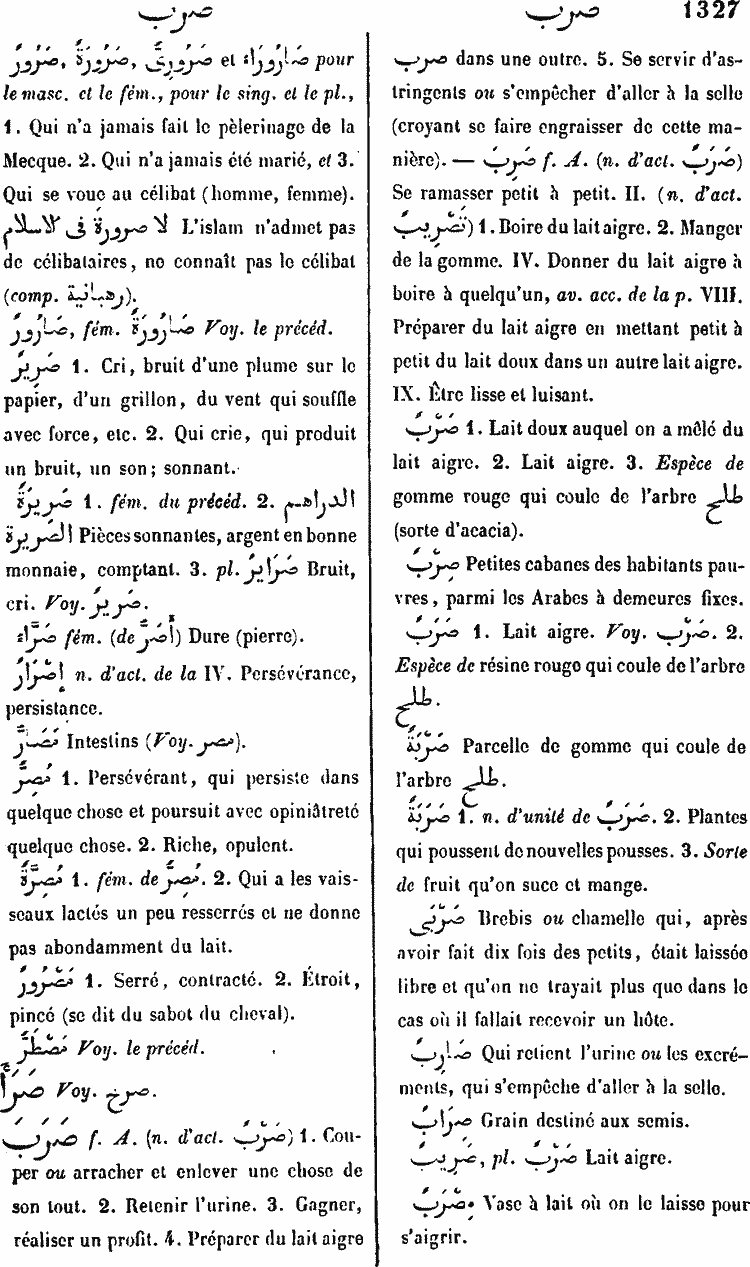 صرب
صرب
1327
صَرُورٌ, صَرُورَةٌ, صَرُورِىٌّ et صَارُورَاءُ pour
le masc. et le fém., pour le sing. et le pl.,
1. Qui n'a jamais fait le pèlerinage de la
Mecque. 2. Qui n'a jamais été marié, et 3.
Qui se voue au célibat (homme, femme).
لا صرورة فى الاسلام L'islam n'admet pas
de célibataires, ne connaît pas le célibat
(comp. رهبانية).
صَارُورٌ, fém. صَارُورَةٌ Voy. le précéd.
صَرِيرٌ 1. Cri, bruit d'une plume sur le
papier, d'un grillon, du vent qui souffle
avec force, etc. 2. Qui crie, qui produit
un bruit, un son; sonnant.
صَرِيرَةٌ 1. fém. du précéd. 2. الدراهم
الصَّرِيرة Pièces sonnantes, argent en bonne
monnaie, comptant. 3. pl. صَرَايِرُ Bruit,
cri. Voy. صَرِيرٌ.
صَرَّاءُ fém. (de أَصَرُّ) Dure (pierre).
إِصْرَارٌ n. d'act. de la IV. Persévérance,
persistance.
مَصَارُّ Intestins (Voy. مصر).
مُصِرٌّ 1. Persévérant, qui persiste dans
quelque chose et poursuit avec opiniâtreté
quelque chose. 2. Riche, opulent.
مُصِرَّةٌ 1. fém. de مُصِرٌّ. 2. Qui a les vais-
seaux lactés un peu resserrés et ne donne
pas abondamment du lait.
مَصْرُورٌ 1. Serré, contracté. 2. Étroit,
pincé (se dit du sabot du cheval).
مُصْطَرٌّ Voy. le précéd.
صَرَأَ Voy. صرخ.
صَرَبَ f. A. (n. d'act. صَرْبٌ) 1. Cou-
per ou arracher et enlever une chose de
son tout. 2. Retenir l'urine. 3. Gagner,
réaliser un profit. 4. Préparer du lait aigre
صرب dans une outre. 5. Se servir d'as-
tringents ou s'empêcher d'aller à la selle
(croyant se faire engraisser de cette ma-
nière). — صَرِبَ f. A. (n. d'act. صَرَبٌ)
Se ramasser petit à petit. II. (n. d'act.
تَصْرِيبٌ) 1. Boire du lait aigre. 2. Manger
de la gomme. IV. Donner du lait aigre à
boire à quelqu'un, av. acc. de la p. VIII.
Préparer du lait aigre en mettant petit à
petit du lait doux dans un autre lait aigre.
IX. Être lisse et luisant.
صَرْبٌ 1. Lait doux auquel on a mêlé du
lait aigre. 2. Lait aigre. 3. Espèce de
gomme rouge qui coule de l'arbre طلح
(sorte d'acacia).
صِرْبٌ Petites cabanes des habitants pau-
vres, parmi les Arabes à demeures fixes.
صَرَبٌ 1. Lait aigre. Voy. صَرْبٌ. 2.
Espèce de résine rouge qui coule de l'arbre
طلح.
صَرْبَةٌ Parcelle de gomme qui coule de
l'arbre طلح.
صَرَبَةٌ 1. n. d'unité de صَرَبٌ. 2. Plantes
qui poussent de nouvelles pousses. 3. Sorte
de fruit qu'on suce et mange.
صَرْبَى Brebis ou chamelle qui, après
avoir fait dix fois des petits, était laissée
libre et qu'on ne trayait plus que dans le
cas où il fallait recevoir un hôte.
صَارِبٌ Qui retient l'urine ou les excré-
ments, qui s'empêche d'aller à la selle.
صَرَابٌ Grain destiné aux semis.
صَرِيبٌ, pl. صُرُبٌ Lait aigre.
مِصْرَبٌ Vase à lait où on le laisse pour
s'aigrir.